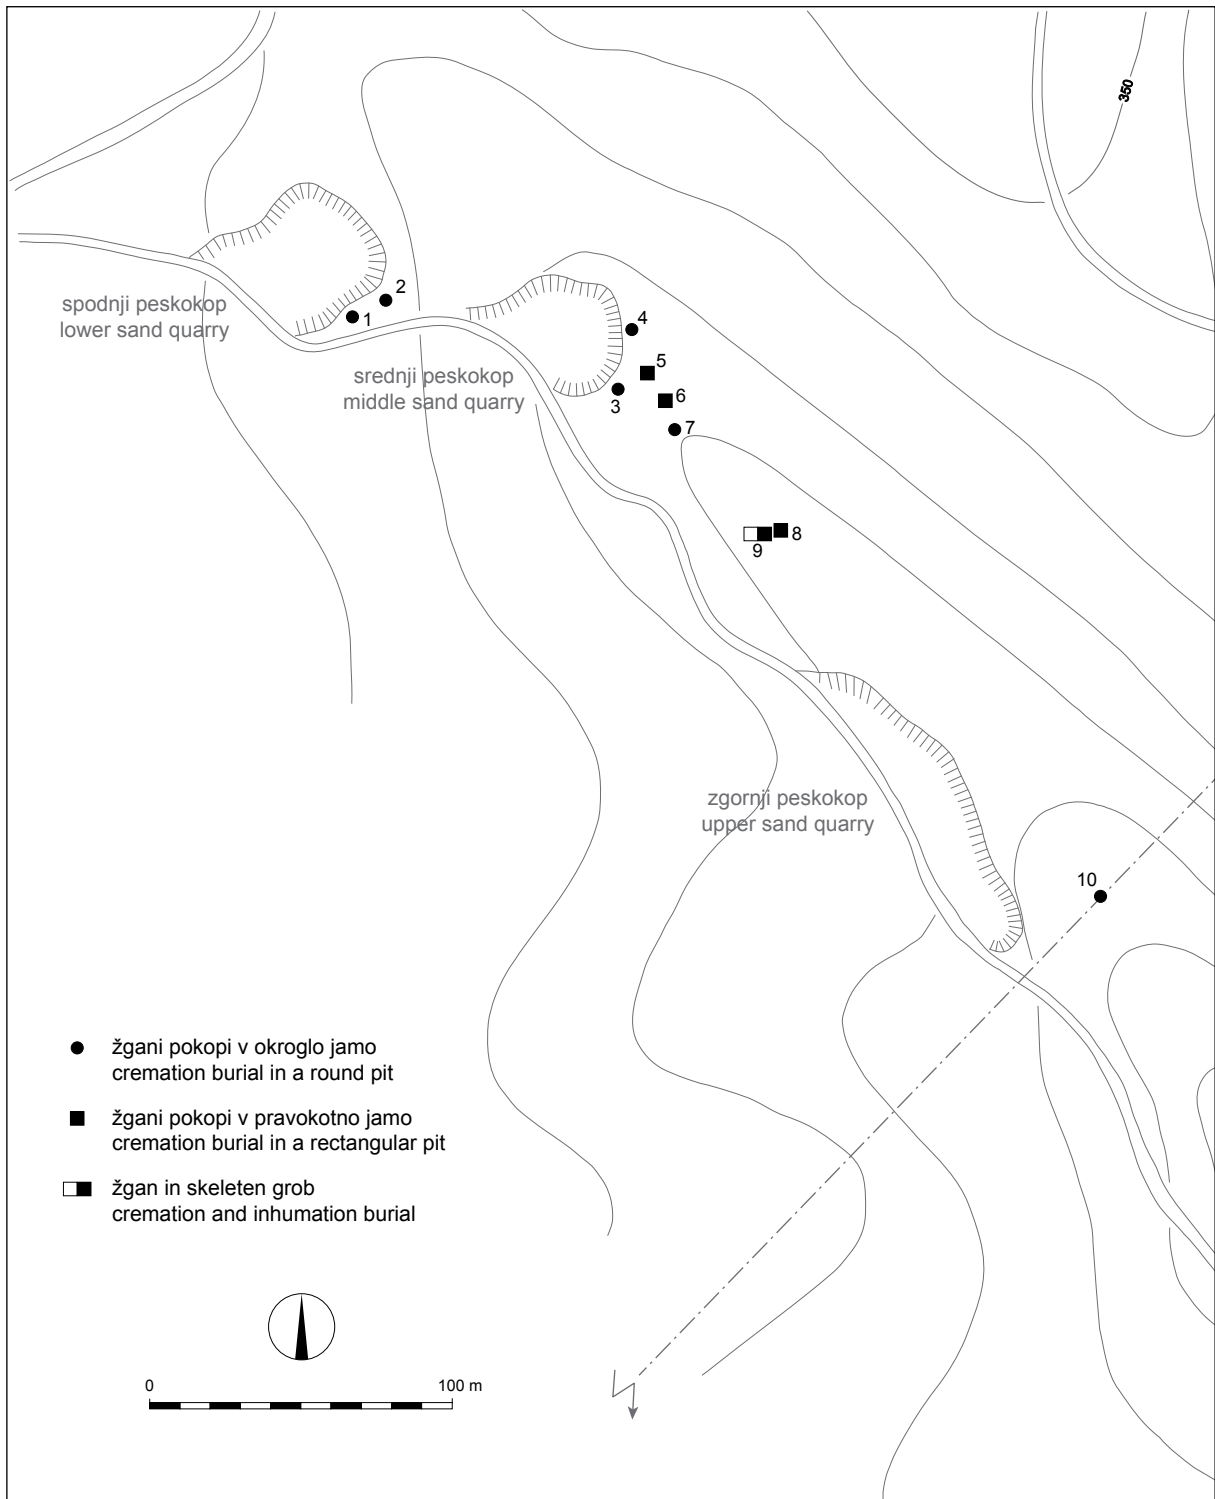 350
spodnji peskokop
lower sand quarry
2
1
srednji peskokop
middle sand quarry
4
5
3
6
7
8
9
zgornji peskokop
upper sand quarry
10
žgani pokopi v okroglo jamo
cremation burial in a round pit
žgani pokopi v pravokotno jamo
cremation burial in a rectangular pit
žgan in skeleten grob
cremation and inhumation burial
0 100 m